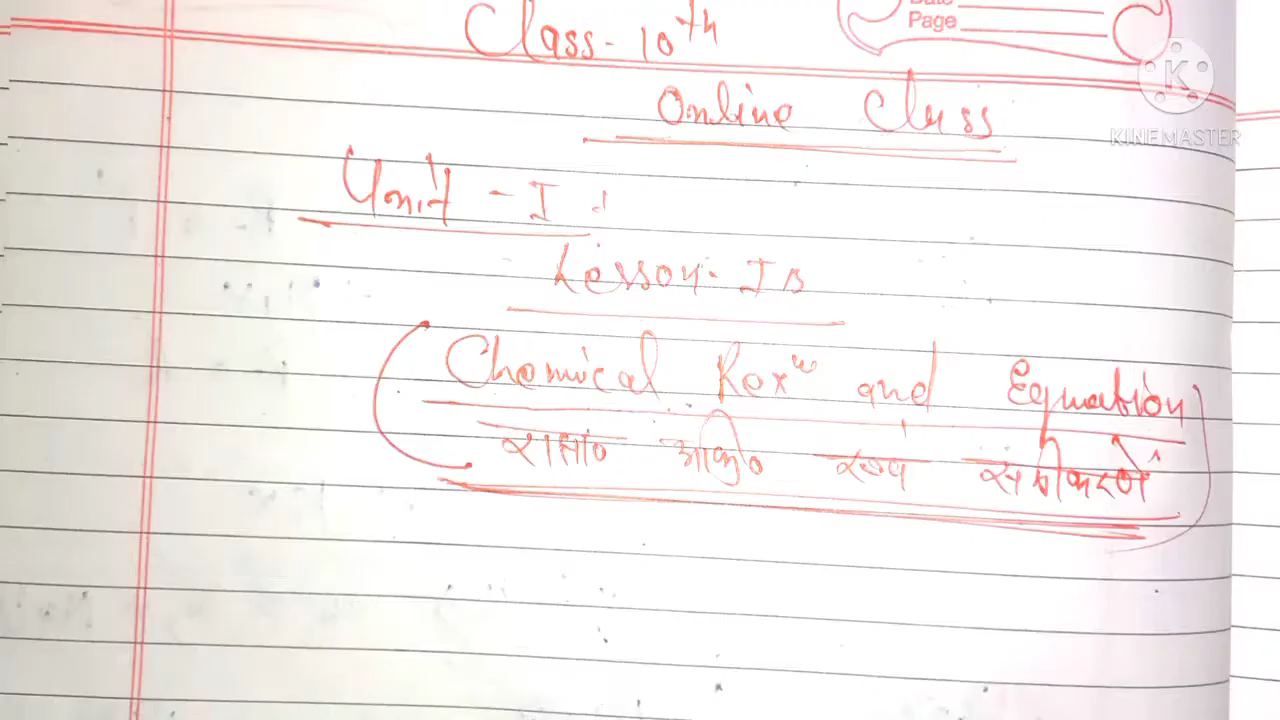 Date
Page
Class - 10th
KINEMASTER
Online Class
Unit - I
Lesson - I
Chemical Rexn and Equation
रासा० अभि० एवं समीकरणें